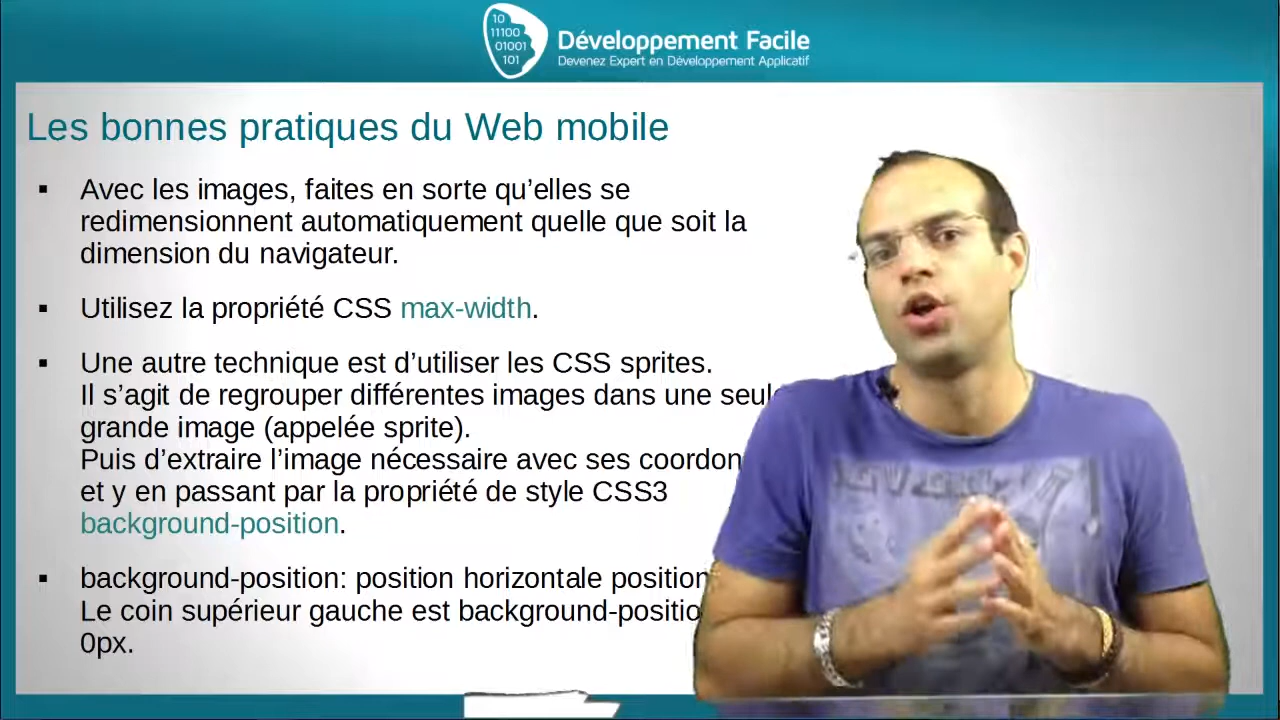 10
11100
01001
101
Développement Facile
Devenez Expert en Développement Applicatif
Les bonnes pratiques du Web mobile
Avec les images, faites en sorte qu’elles se
redimensionnent automatiquement quelle que soit la
dimension du navigateur.
Utilisez la propriété CSS max-width.
Une autre technique est d’utiliser les CSS sprites.
Il s’agit de regrouper différentes images dans une seule
grande image (appelée sprite).
Puis d’extraire l’image nécessaire avec ses
et y en passant par la propriété de style CSS3
background-position.
background-position: position horizontale position
Le coin supérieur gauche est
0px.